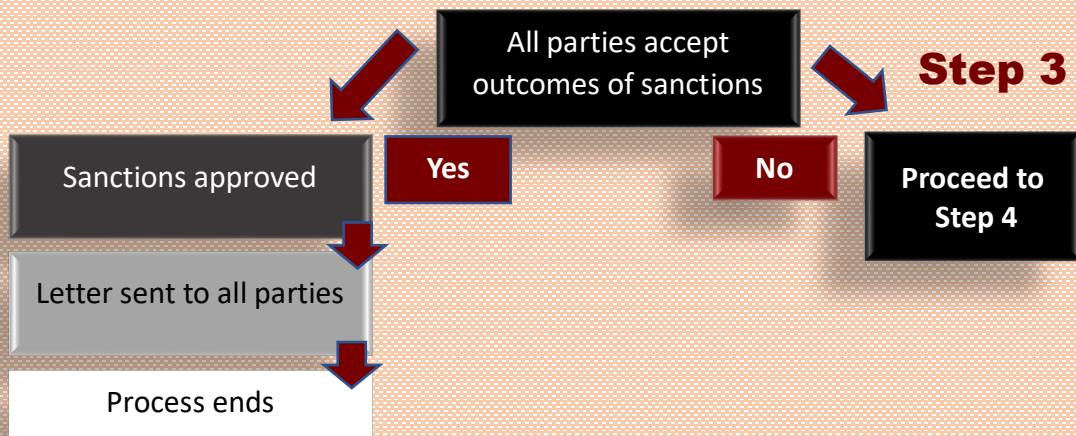 All parties accept
outcomes of sanctions
Step 3
Sanctions approved
Yes
No
Proceed to
Step 4
Letter sent to all parties
Process ends